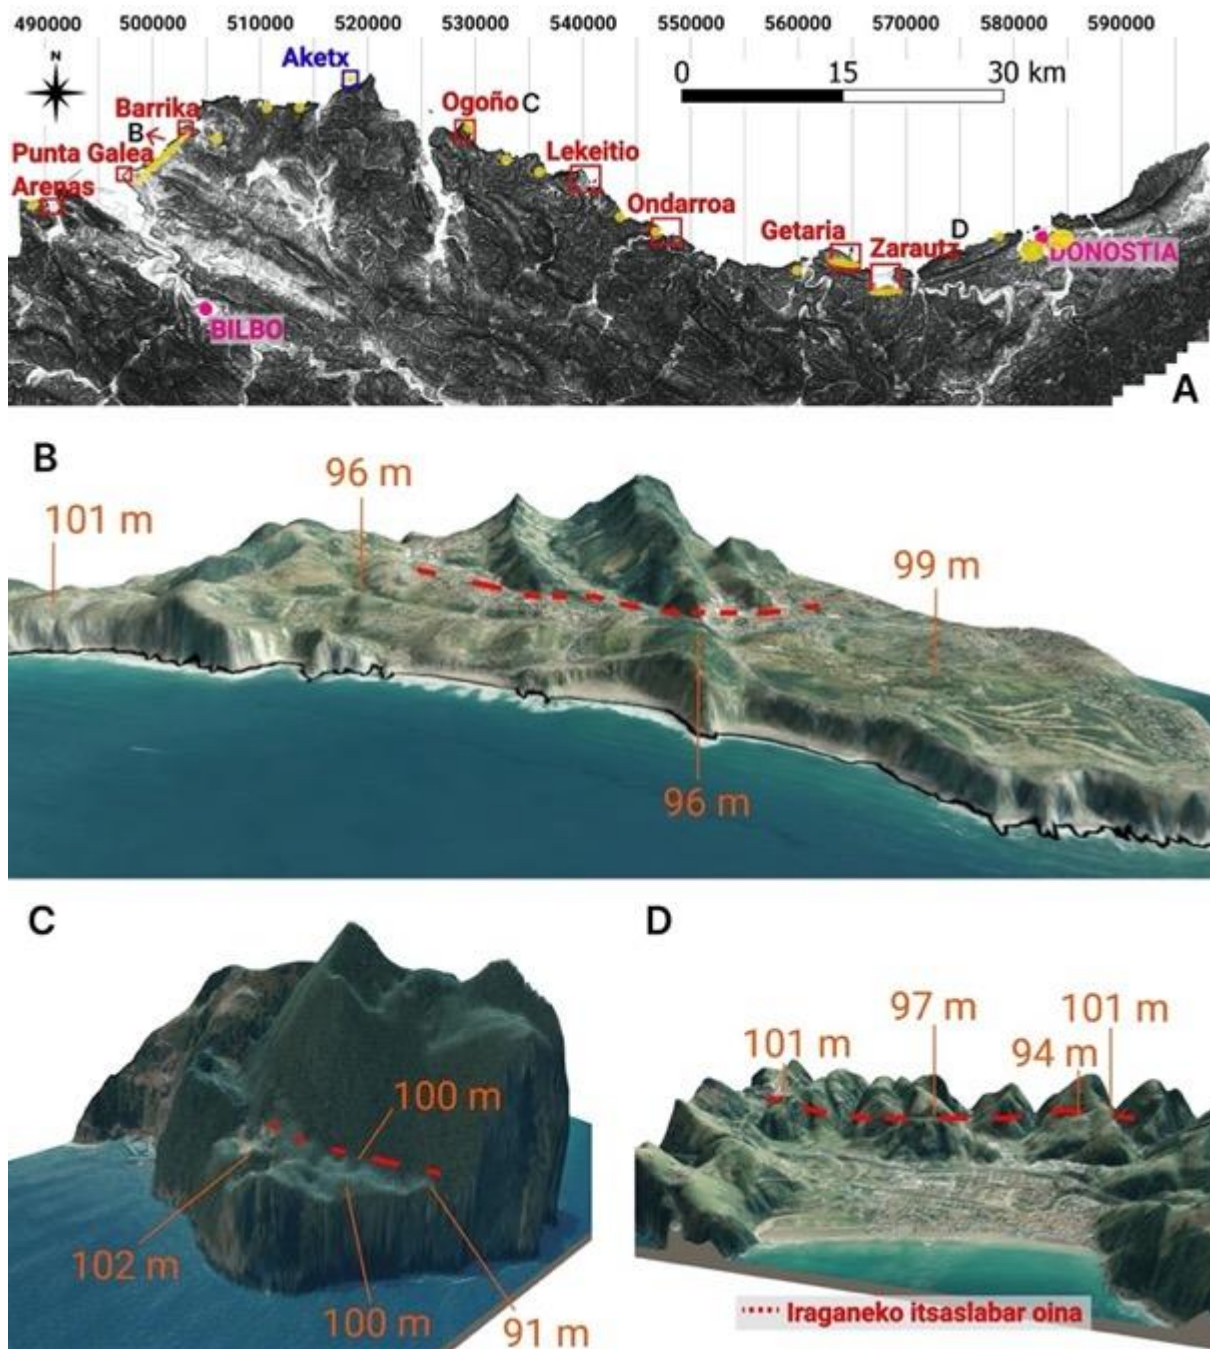 490000 500000 510000 520000 530000 540000 550000 560000 570000 580000 590000
N
Aketx
0 15 30 km
Barrika
Ogoño C
B
Punta Galea
Lekeitio
Arenas
Ondarroa
Getaria
D
Zarautz
DONOSTIA
BILBO
A
B
96 m
101 m
99 m
96 m
C
D
97 m
101 m
101 m
94 m
100 m
102 m
100 m
91 m
Iraganeko itsaslabar oina